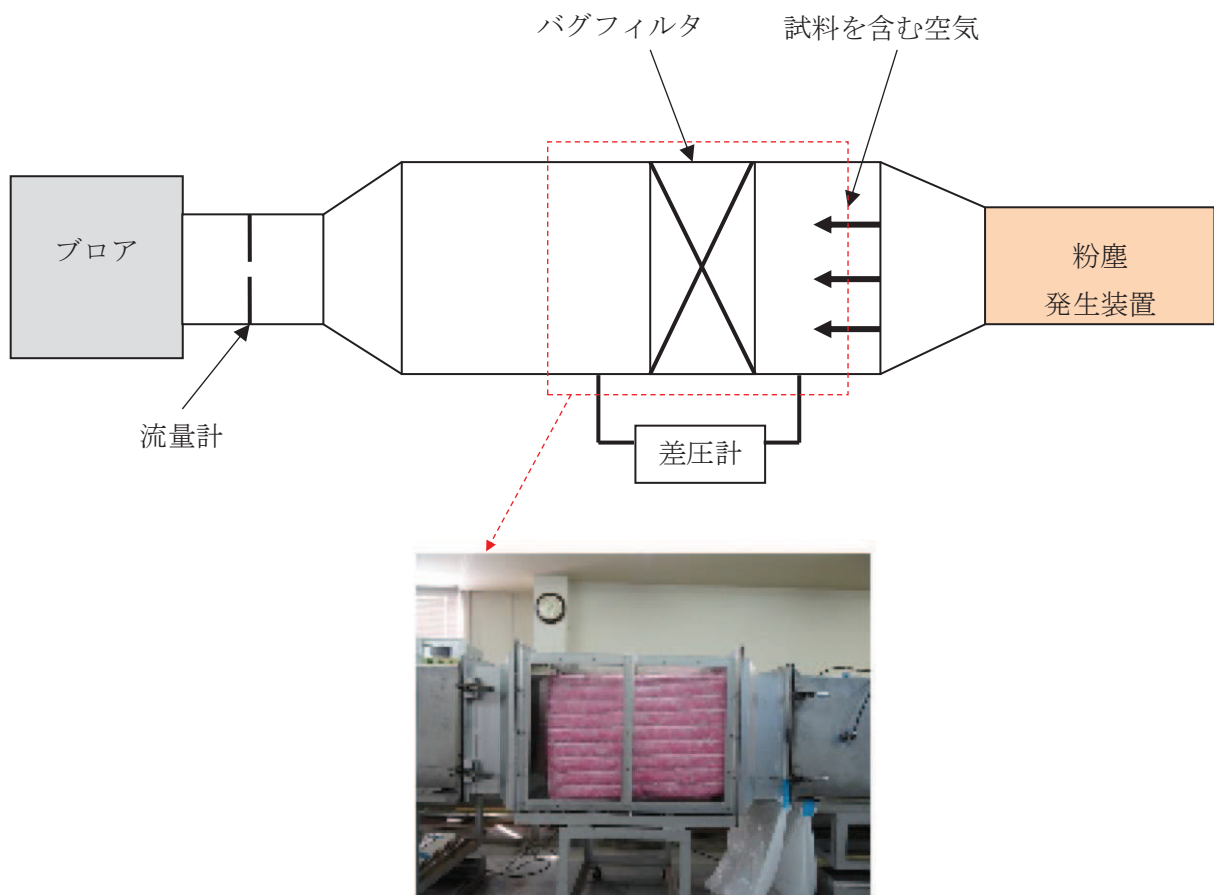 バグフィルタ
試料を含む空気
ブロア
粉塵
発生装置
流量計
差圧計